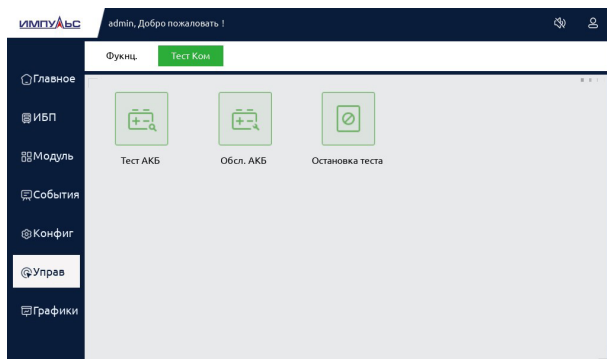 ИМПУЛЬС
admin, Добро пожаловать !
Фукнц.
Тест Ком
Главное
ИБП
Модуль
События
Конфиг
Управ
Графики
Тест АКБ
Обсл. АКБ
Остановка теста